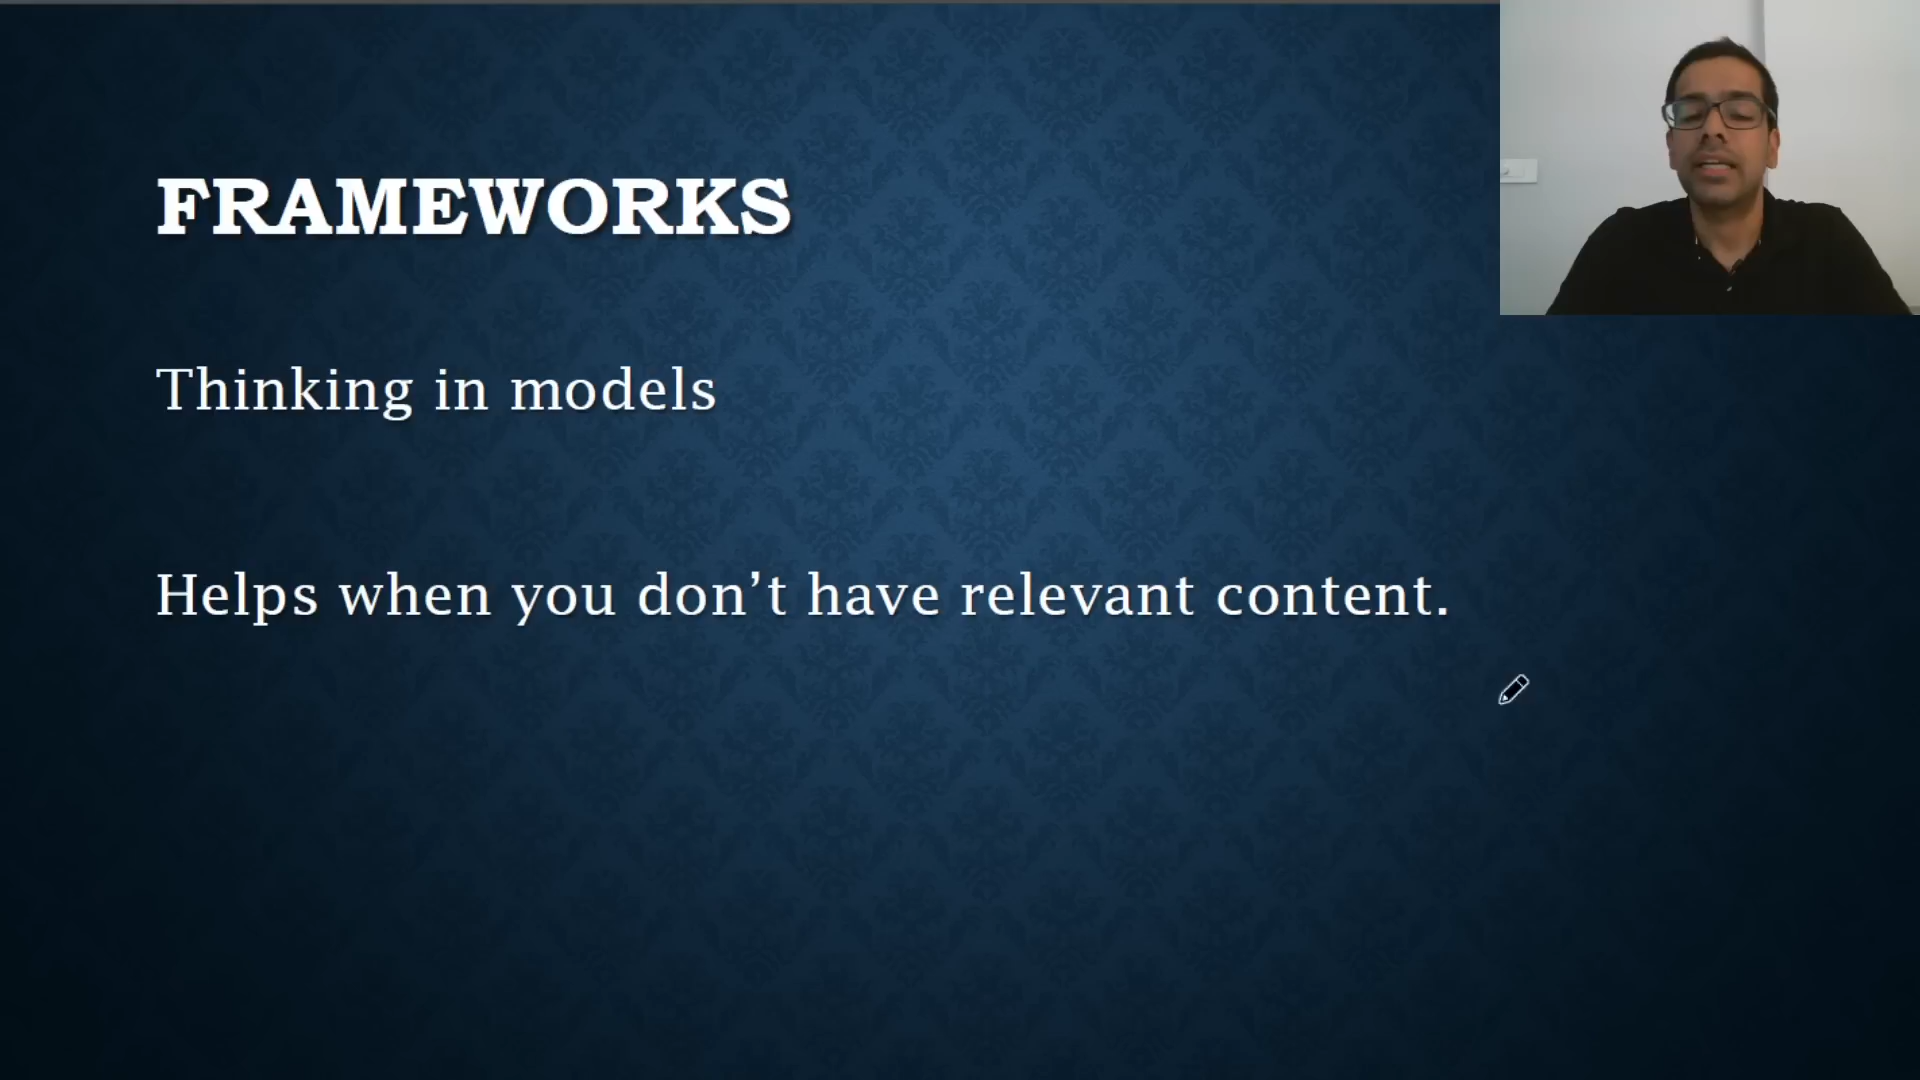 FRAMEWORKS
Thinking in models
Helps when you don’t have relevant content.